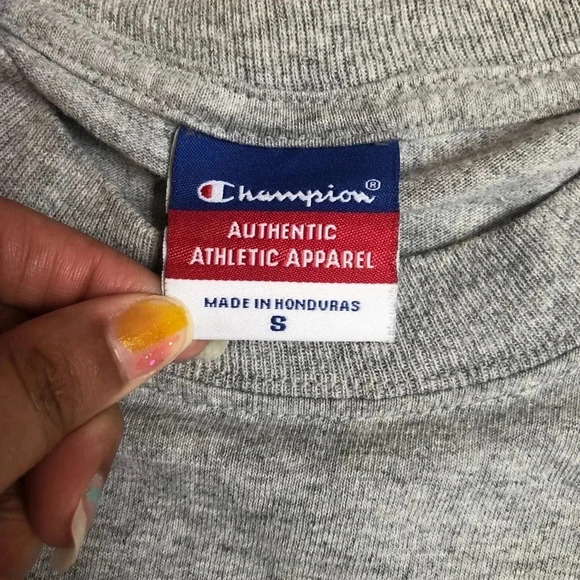 Champion®
AUTHENTIC
ATHLETIC APPAREL
MADE IN HONDURAS
S